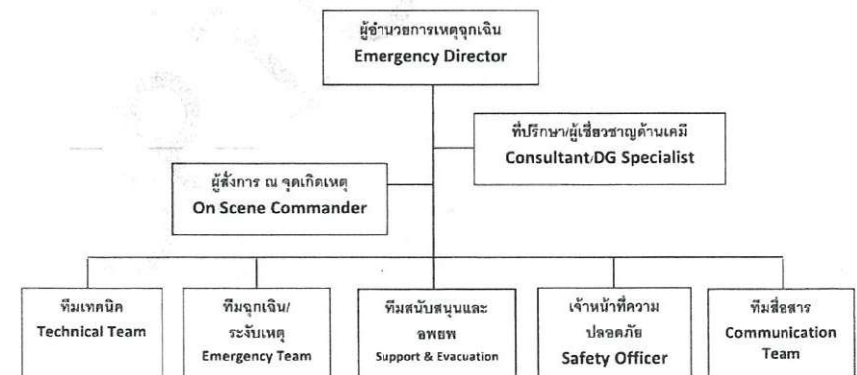 ผู้อำนวยการเหตุฉุกเฉิน
Emergency Director
ที่ปรึกษา/ผู้เชี่ยวชาญด้านเคมี
Consultant/DG Specialist
ผู้สั่งการ ณ จุดเกิดเหตุ
On Scene Commander
ทีมเทคนิค
Technical Team
ทีมฉุกเฉิน/
ระงับเหตุ
Emergency Team
ทีมสนับสนุนและ
อพยพ
Support & Evacuation
เจ้าหน้าที่ความ
ปลอดภัย
Safety Officer
ทีมสื่อสาร
Communication
Team